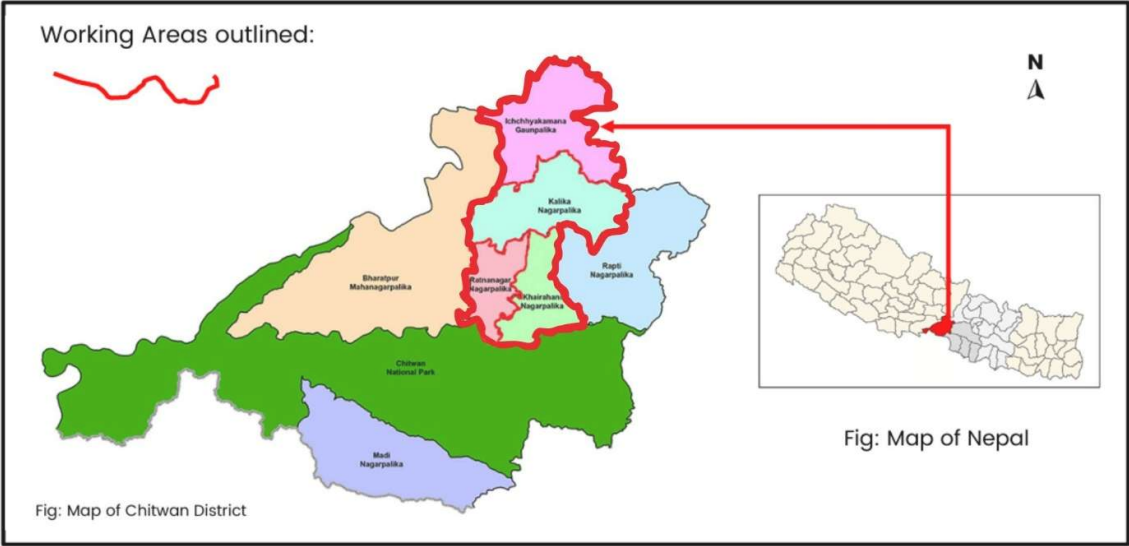 Working Areas outlined:
N
Ichchhyakamana
Gaunpalika
Kalika
Nagarpalika
Rapti
Nagarpalika
Bharatpur
Mahanagarpalika
Ratnanagar
Nagarpalika
Khairahani
Nagarpalika
Chitwan
National Park
Madi
Nagarpalika
Fig: Map of Nepal
Fig: Map of Chitwan District